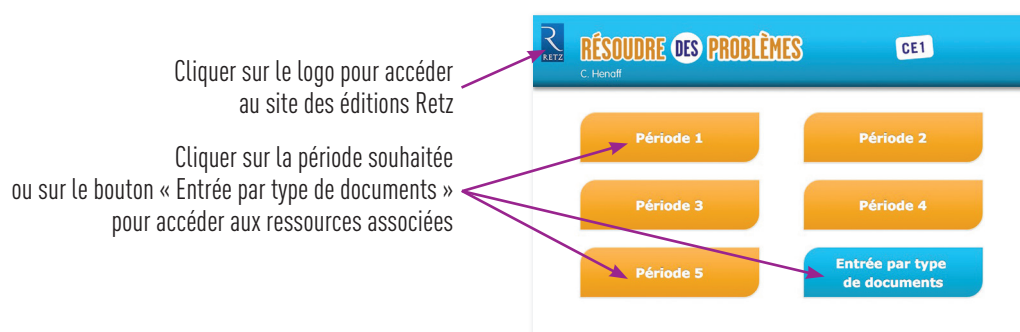 Cliquer sur le logo pour accéder
au site des éditions Retz
Cliquer sur la période souhaitée
ou sur le bouton « Entrée par type de documents »
pour accéder aux ressources associées
R
RETZ
RÉSOUDRE DES PROBLÈMES
CE1
C. Henaff
Période 1
Période 2
Période 3
Période 4
Période 5
Entrée par type
de documents